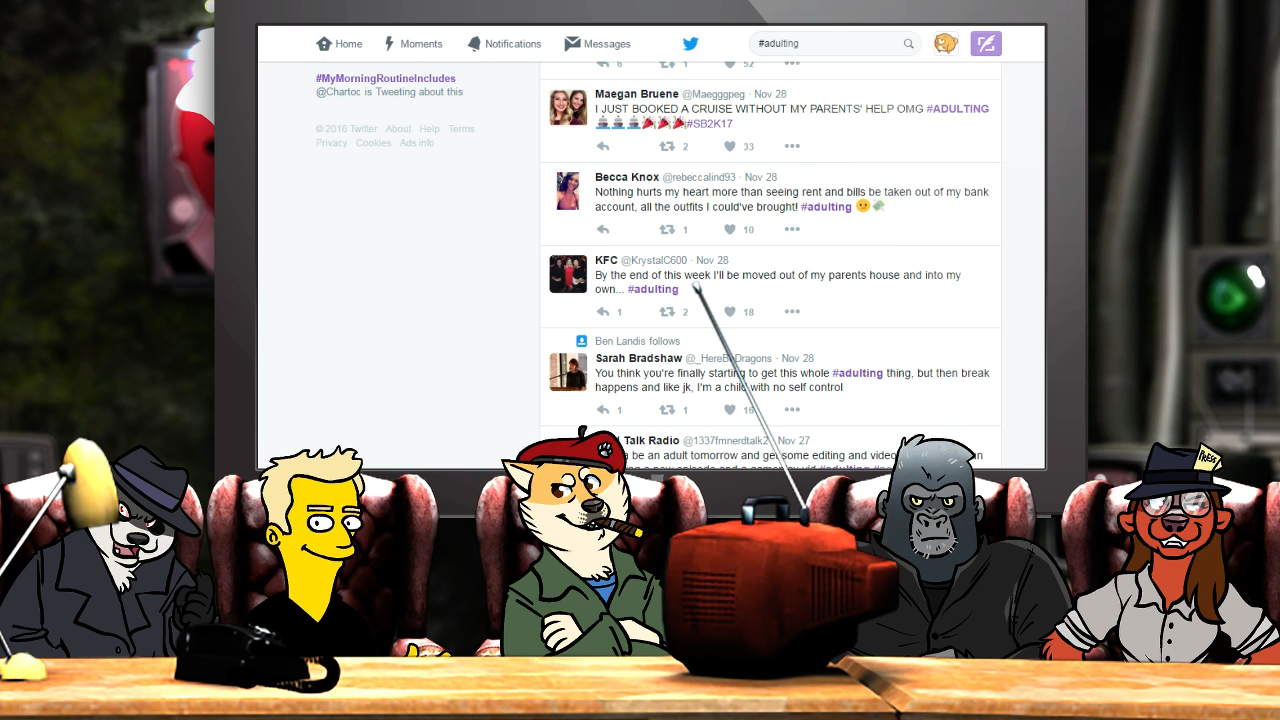 Home Moments Notifications Messages #adulting
#MyMorningRoutineIncludes
@Chartoc is Tweeting about this
© 2016 Twitter About Help Terms
Privacy Cookies Ads info
6 1 52
Maegan Bruene @Maegggpeg · Nov 28
I JUST BOOKED A CRUISE WITHOUT MY PARENTS' HELP OMG #ADULTING
#SB2K17
2 33
Becca Knox @rebeccalind93 · Nov 28
Nothing hurts my heart more than seeing rent and bills be taken out of my bank
account, all the outfits I could've brought! #adulting
1 10
KFC @KrystalC600 · Nov 28
By the end of this week I'll be moved out of my parents house and into my
own... #adulting
1 2 18
Ben Landis follows
Sarah Bradshaw @_HereBeDragons · Nov 28
You think you're finally starting to get this whole #adulting thing, but then break
happens and like jk, I'm a child with no self control
1 1 16
Talk Radio @1337fmnerdtalk2 · Nov 27
be an adult tomorrow and get some editing and video
PRESS